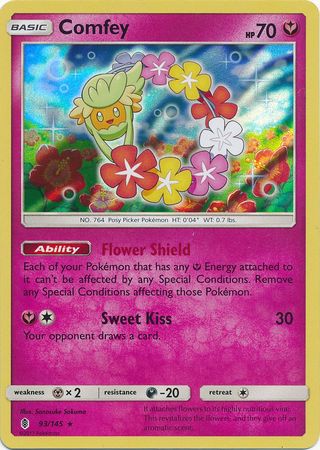 BASIC Comfey HP 70
NO. 764 Posy Picker Pokémon HT: 0'04" WT: 0.7 lbs.
Ability Flower Shield
Each of your Pokémon that has any Energy attached to
it can't be affected by any Special Conditions. Remove
any Special Conditions affecting those Pokémon.
Sweet Kiss 30
Your opponent draws a card.
weakness ×2 resistance -20 retreat
Illus. Sanosuke Sakuma
93/145 ★
©2017 Pokémon
It attaches flowers to its highly nutritious vine.
This revitalizes the flowers, and they give off an
aromatic scent.